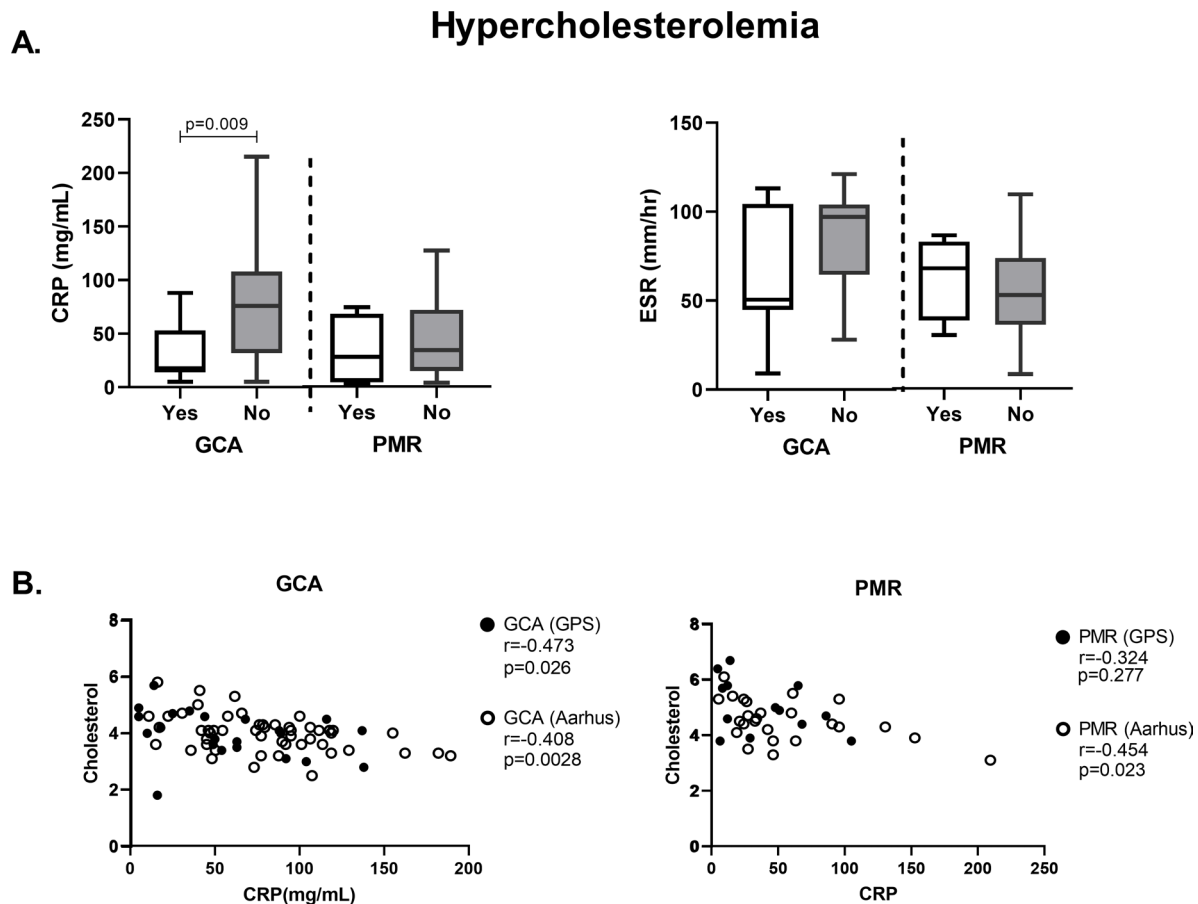 Hypercholesterolemia
A.
p=0.009
CRP (mg/mL)
250
200
150
100
50
0
Yes
No
Yes
No
GCA
PMR
ESR (mm/hr)
150
100
50
0
Yes
No
Yes
No
GCA
PMR
B.
GCA
Cholesterol
8
6
4
2
0
0
50
100
150
200
CRP(mg/mL)
GCA (GPS)
r=-0.473
p=0.026
GCA (Aarhus)
r=-0.408
p=0.0028
PMR
Cholesterol
8
6
4
2
0
0
50
100
150
200
250
CRP
PMR (GPS)
r=-0.324
p=0.277
PMR (Aarhus)
r=-0.454
p=0.023